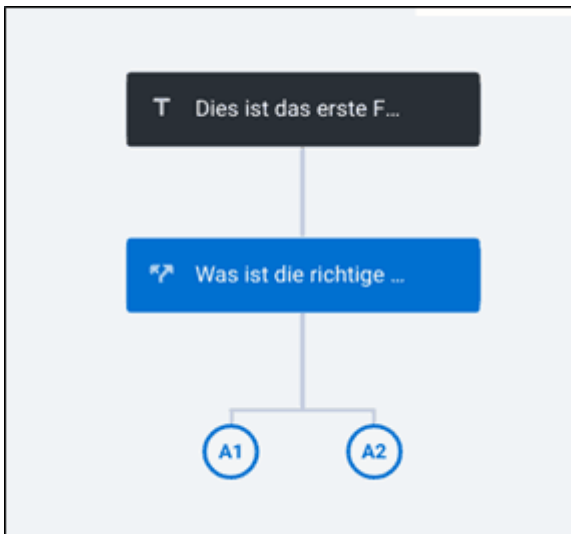 Dies ist das erste F...
Was ist die richtige ...
A1
A2